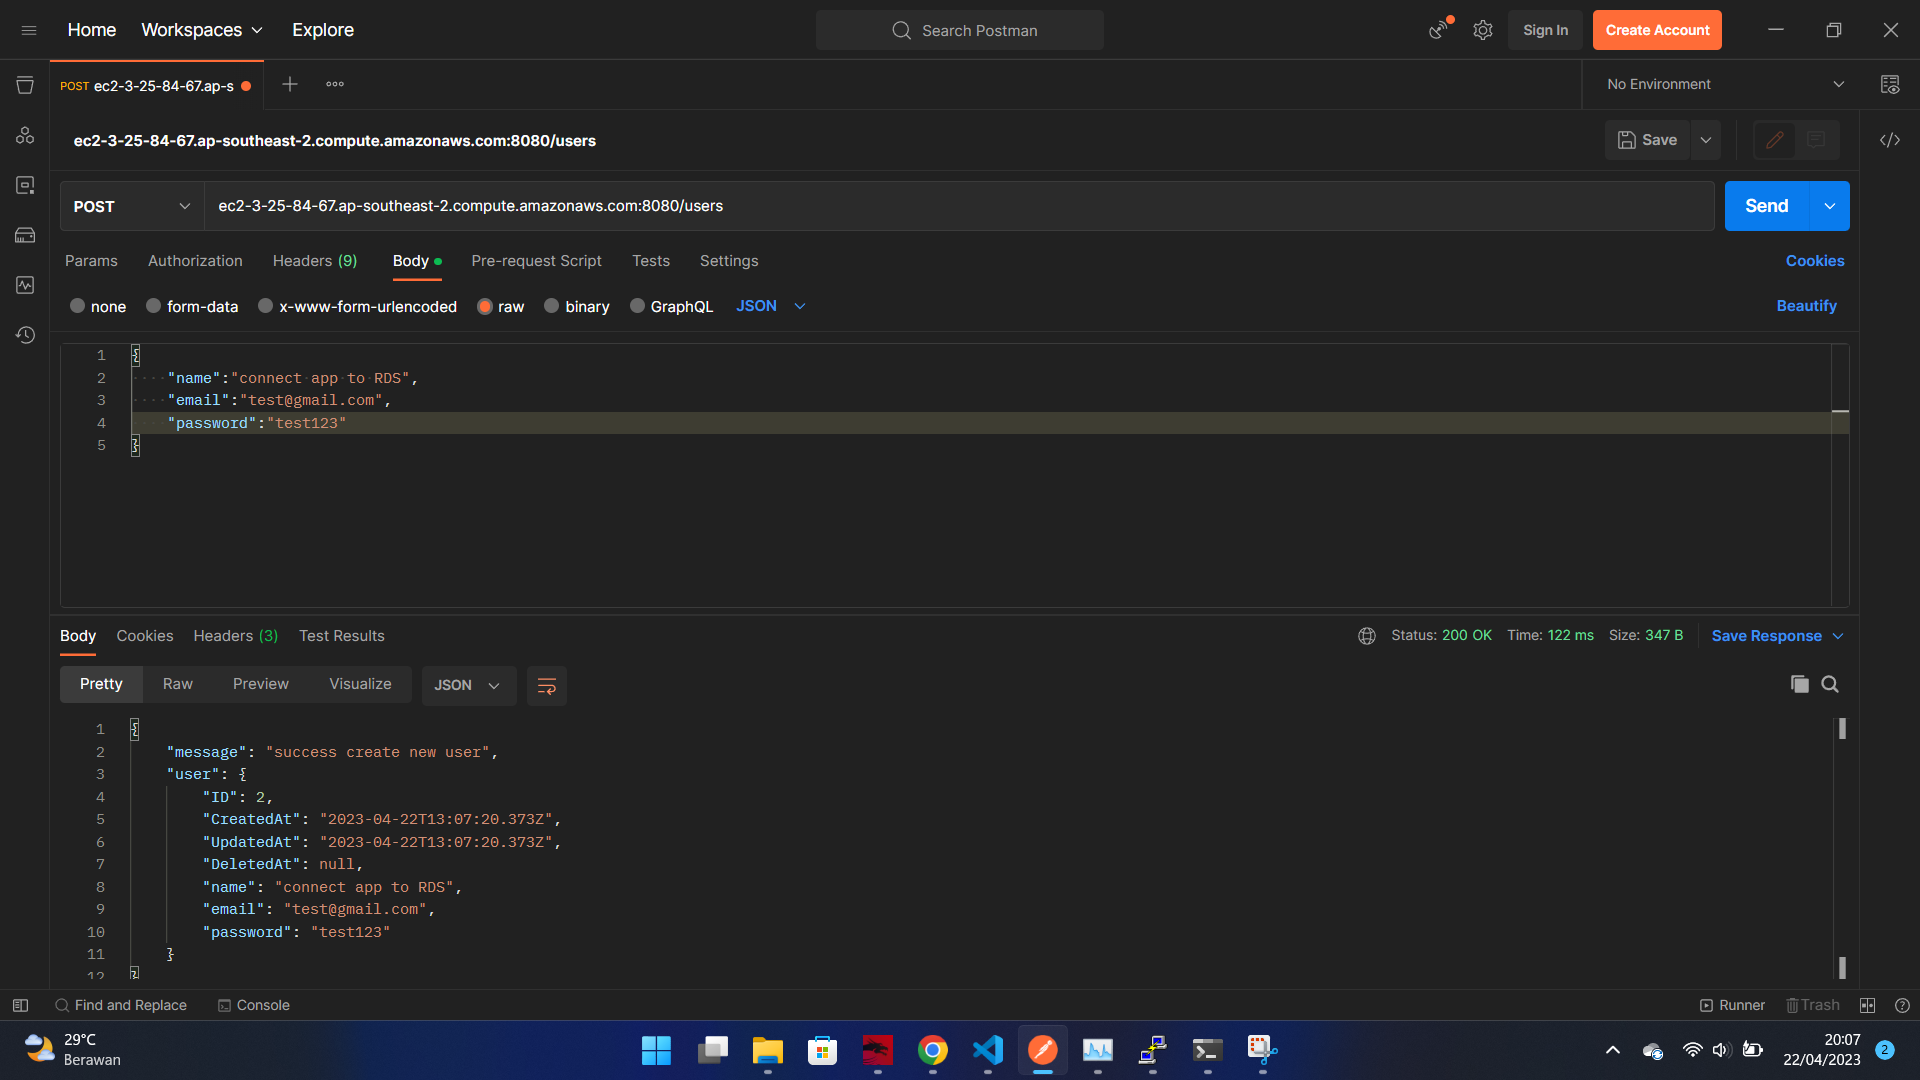 Home Workspaces Explore Search Postman Sign In Create Account
POST ec2-3-25-84-67.ap-s No Environment
ec2-3-25-84-67.ap-southeast-2.compute.amazonaws.com:8080/users Save
POST ec2-3-25-84-67.ap-southeast-2.compute.amazonaws.com:8080/users Send
Params Authorization Headers (9) Body Pre-request Script Tests Settings Cookies
none form-data x-www-form-urlencoded raw binary GraphQL JSON Beautify
1 {
2 "name":"connect app to RDS",
3 "email":"test@gmail.com",
4 "password":"test123"
5 }
Body Cookies Headers (3) Test Results Status: 200 OK Time: 122 ms Size: 347 B Save Response
Pretty Raw Preview Visualize JSON
1 {
2 "message": "success create new user",
3 "user": {
4 "ID": 2,
5 "CreatedAt": "2023-04-22T13:07:20.373Z",
6 "UpdatedAt": "2023-04-22T13:07:20.373Z",
7 "DeletedAt": null,
8 "name": "connect app to RDS",
9 "email": "test@gmail.com",
10 "password": "test123"
11 }
12 }
Find and Replace Console Runner Trash
29°C 20:07
Berawan 22/04/2023 2